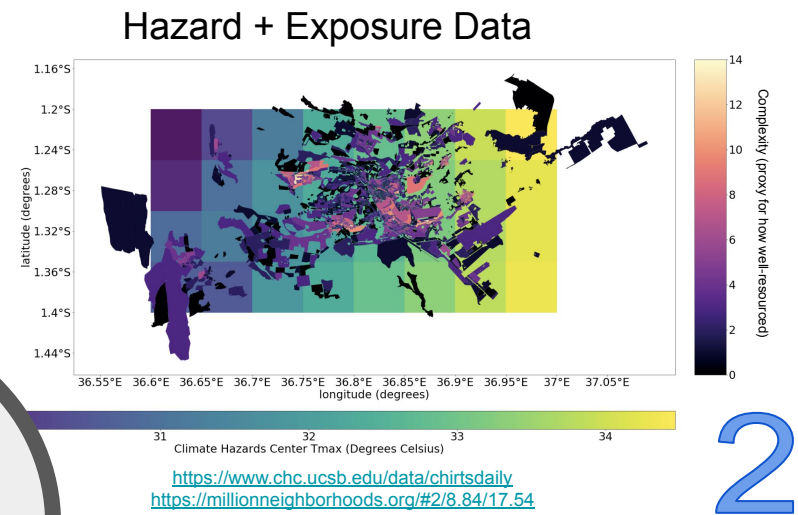 Hazard + Exposure Data
1.16°S
1.2°S
1.24°S
1.28°S
1.32°S
1.36°S
1.4°S
1.44°S
latitude (degrees)
F
36.55°E 36.6°E 36.65°E 36.7°E 36.75°E 36.8°E 36.85°E 36.9°E 36.95°E 37°E 37.05°E
longitude (degrees)
14
12
10
8
6
4
2
0
Complexity (proxy for how well-resourced)
31 32 33 34
Climate Hazards Center Tmax (Degrees Celsius)
https://www.chc.ucsb.edu/data/chirtsdaily
https://millionneighborhoods.org/#2/8.84/17.54
2